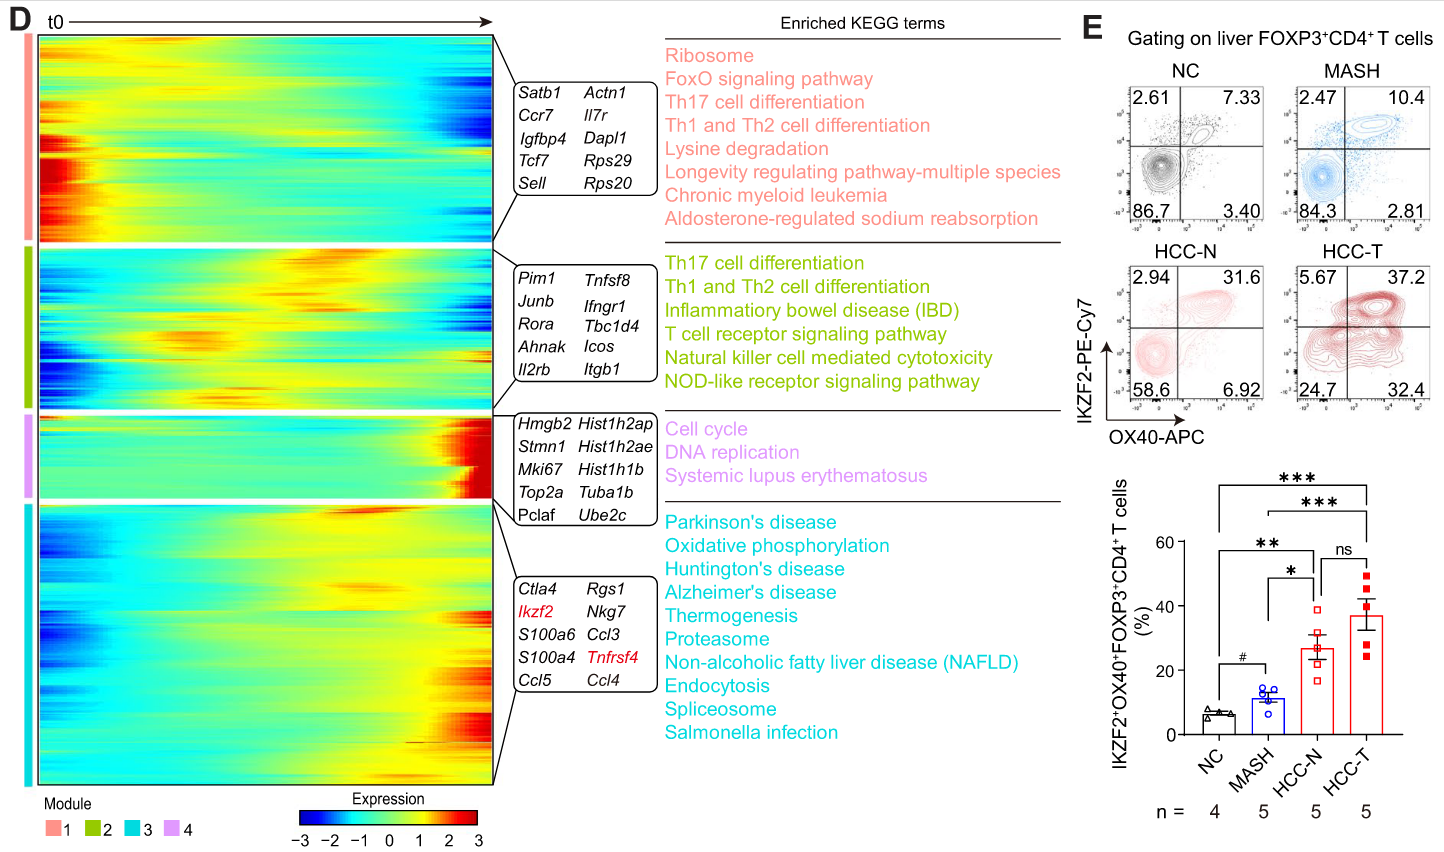 D
t0
Enriched KEGG terms
Satb1 Actn1
Ccr7 Il7r
Igfbp4 Dapl1
Tcf7 Rps29
Sell Rps20
Ribosome
FoxO signaling pathway
Th17 cell differentiation
Th1 and Th2 cell differentiation
Lysine degradation
Longevity regulating pathway-multiple species
Chronic myeloid leukemia
Aldosterone-regulated sodium reabsorption
Pim1 Tnfsf8
Junb Ifngr1
Rora Tbc1d4
Ahnak Icos
Il2rb Itgb1
Th17 cell differentiation
Th1 and Th2 cell differentiation
Inflammatory bowel disease (IBD)
T cell receptor signaling pathway
Natural killer cell mediated cytotoxicity
NOD-like receptor signaling pathway
Hmgb2 Hist1h2ap
Stmn1 Hist1h2ae
Mki67 Hist1h1b
Top2a Tuba1b
Pclaf Ube2c
Cell cycle
DNA replication
Systemic lupus erythematosus
Ctla4 Rgs1
Ikzf2 Nkg7
S100a6 Ccl3
S100a4 Tnfrsf4
Ccl5 Ccl4
Parkinson's disease
Oxidative phosphorylation
Huntington's disease
Alzheimer's disease
Thermogenesis
Proteasome
Non-alcoholic fatty liver disease (NAFLD)
Endocytosis
Spliceosome
Salmonella infection
Module
1 2 3 4
Expression
−3 −2 −1 0 1 2 3
E
Gating on liver FOXP3⁺CD4⁺ T cells
NC MASH
2.61 7.33 2.47 10.4
86.7 3.40 84.3 2.81
HCC-N HCC-T
2.94 31.6 5.67 37.2
58.6 6.92 24.7 32.4
IKZF2-PE-Cy7
OX40-APC
IKZF2⁺OX40⁺FOXP3⁺CD4⁺ T cells
(%)
***
***
** ns
*
#
60
40
20
0
NC MASH HCC-N HCC-T
n = 4 5 5 5